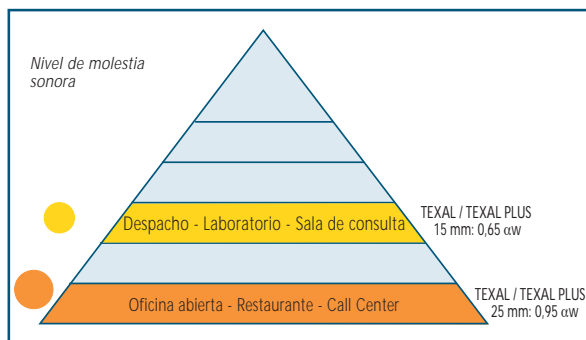 Nivel de molestia
sonora
Despacho - Laboratorio - Sala de consulta
TEXAL / TEXAL PLUS
15 mm: 0,65 αw
Oficina abierta - Restaurante - Call Center
TEXAL / TEXAL PLUS
25 mm: 0,95 αw